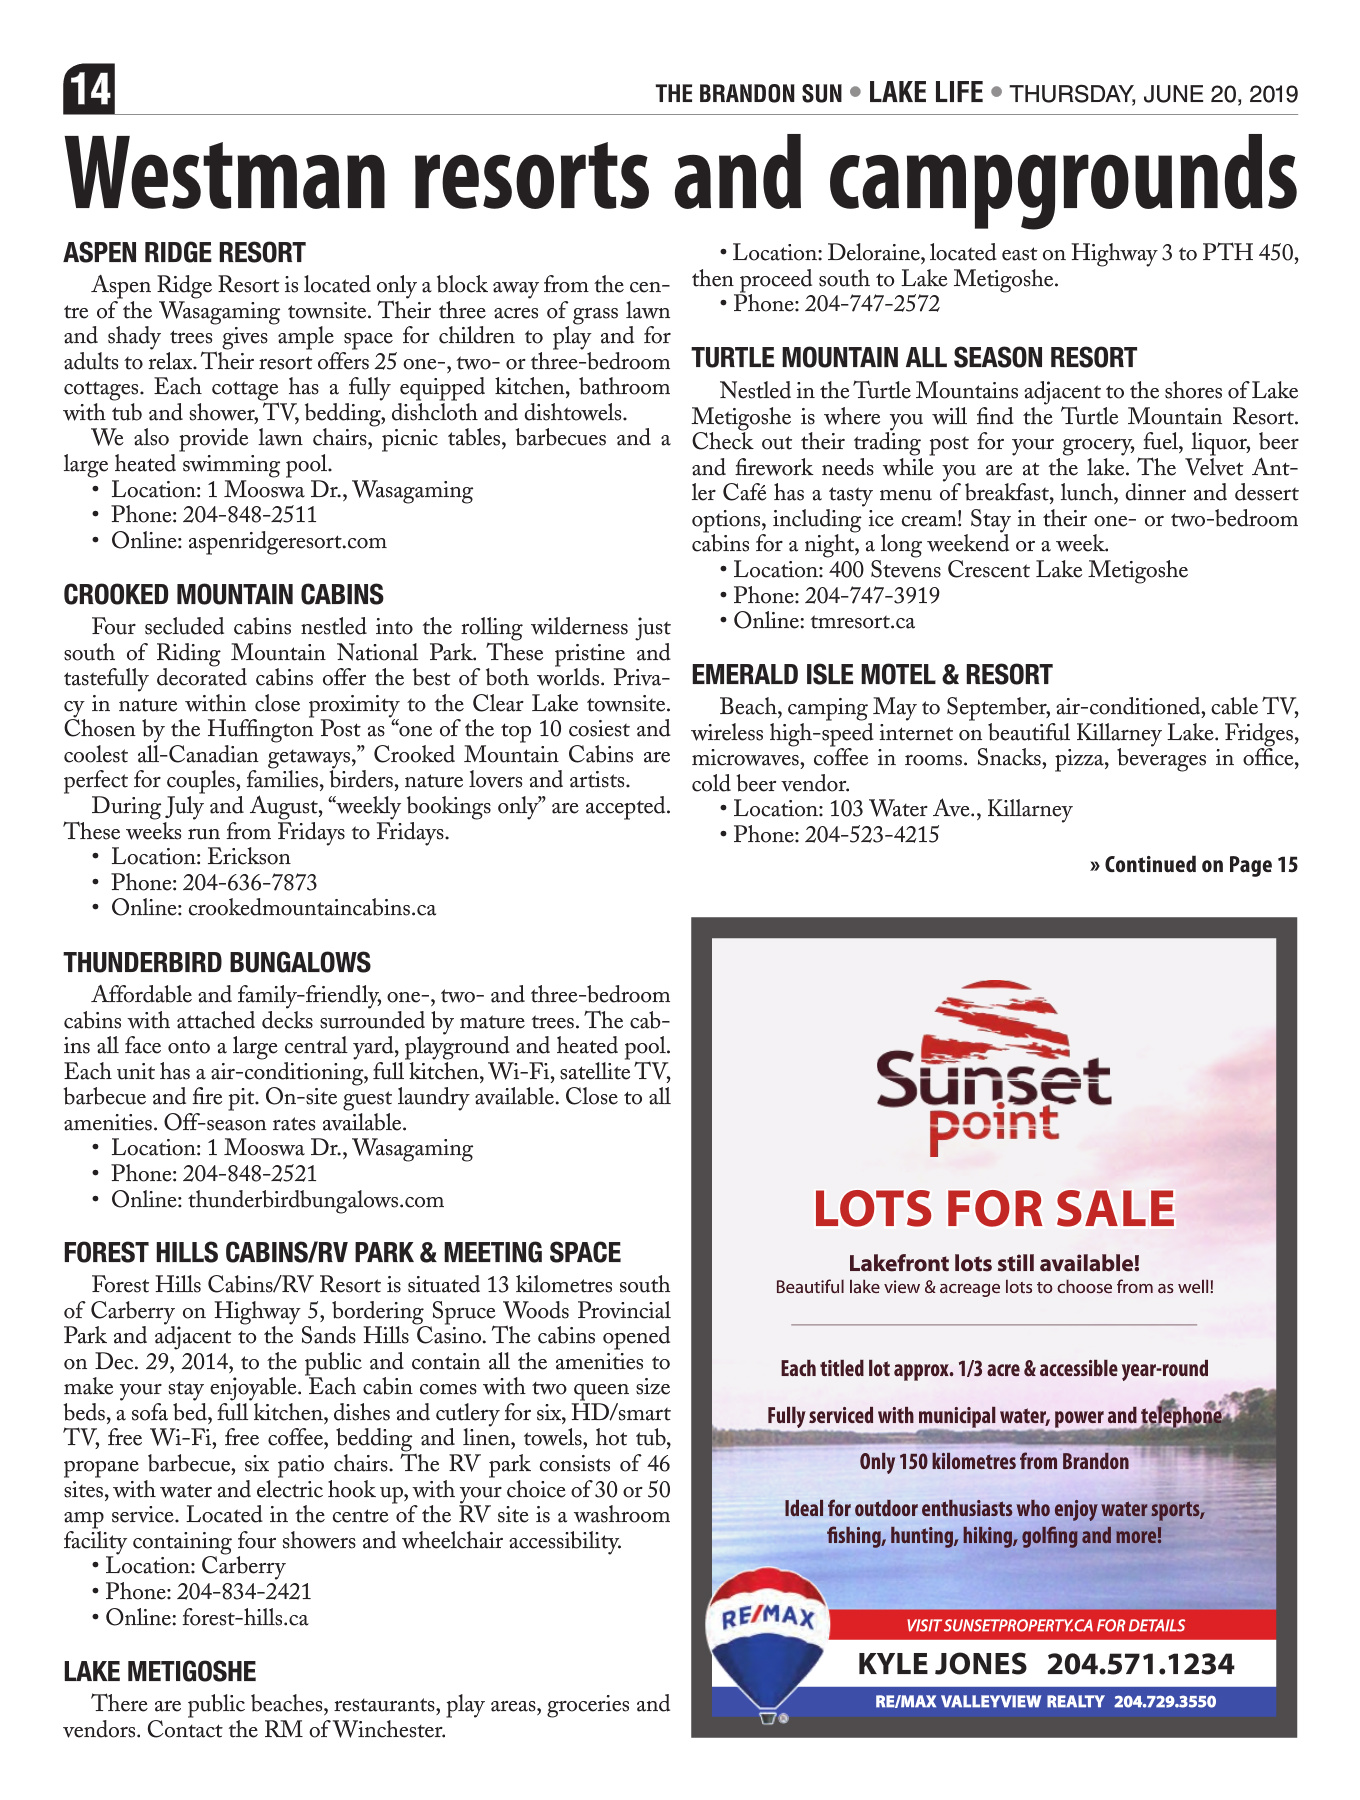 14
THE BRANDON SUN • LAKE LIFE • THURSDAY, JUNE 20, 2019
Westman resorts and campgrounds
ASPEN RIDGE RESORT
Aspen Ridge Resort is located only a block away from the cen-
tre of the Wasagaming townsite. Their three acres of grass lawn
and shady trees gives ample space for children to play and for
adults to relax. Their resort offers 25 one-, two- or three-bedroom
cottages. Each cottage has a fully equipped kitchen, bathroom
with tub and shower, TV, bedding, dishcloth and dishtowels.
We also provide lawn chairs, picnic tables, barbecues and a
large heated swimming pool.
• Location: 1 Mooswa Dr., Wasagaming
• Phone: 204-848-2511
• Online: aspenridgeresort.com
CROOKED MOUNTAIN CABINS
Four secluded cabins nestled into the rolling wilderness just
south of Riding Mountain National Park. These pristine and
tastefully decorated cabins offer the best of both worlds. Priva-
cy in nature within close proximity to the Clear Lake townsite.
Chosen by the Huffington Post as “one of the top 10 cosiest and
coolest all-Canadian getaways,” Crooked Mountain Cabins are
perfect for couples, families, birders, nature lovers and artists.
During July and August, “weekly bookings only” are accepted.
These weeks run from Fridays to Fridays.
• Location: Erickson
• Phone: 204-636-7873
• Online: crookedmountaincabins.ca
THUNDERBIRD BUNGALOWS
Affordable and family-friendly, one-, two- and three-bedroom
cabins with attached decks surrounded by mature trees. The cab-
ins all face onto a large central yard, playground and heated pool.
Each unit has a air-conditioning, full kitchen, Wi-Fi, satellite TV,
barbecue and fire pit. On-site guest laundry available. Close to all
amenities. Off-season rates available.
• Location: 1 Mooswa Dr., Wasagaming
• Phone: 204-848-2521
• Online: thunderbirdbungalows.com
FOREST HILLS CABINS/RV PARK & MEETING SPACE
Forest Hills Cabins/RV Resort is situated 13 kilometres south
of Carberry on Highway 5, bordering Spruce Woods Provincial
Park and adjacent to the Sands Hills Casino. The cabins opened
on Dec. 29, 2014, to the public and contain all the amenities to
make your stay enjoyable. Each cabin comes with two queen size
beds, a sofa bed, full kitchen, dishes and cutlery for six, HD/smart
TV, free Wi-Fi, free coffee, bedding and linen, towels, hot tub,
propane barbecue, six patio chairs. The RV park consists of 46
sites, with water and electric hook up, with your choice of 30 or 50
amp service. Located in the centre of the RV site is a washroom
facility containing four showers and wheelchair accessibility.
• Location: Carberry
• Phone: 204-834-2421
• Online: forest-hills.ca
LAKE METIGOSHE
There are public beaches, restaurants, play areas, groceries and
vendors. Contact the RM of Winchester.
• Location: Deloraine, located east on Highway 3 to PTH 450,
then proceed south to Lake Metigoshe.
• Phone: 204-747-2572
TURTLE MOUNTAIN ALL SEASON RESORT
Nestled in the Turtle Mountains adjacent to the shores of Lake
Metigoshe is where you will find the Turtle Mountain Resort.
Check out their trading post for your grocery, fuel, liquor, beer
and firework needs while you are at the lake. The Velvet Ant-
ler Café has a tasty menu of breakfast, lunch, dinner and dessert
options, including ice cream! Stay in their one- or two-bedroom
cabins for a night, a long weekend or a week.
• Location: 400 Stevens Crescent Lake Metigoshe
• Phone: 204-747-3919
• Online: tmresort.ca
EMERALD ISLE MOTEL & RESORT
Beach, camping May to September, air-conditioned, cable TV,
wireless high-speed internet on beautiful Killarney Lake. Fridges,
microwaves, coffee in rooms. Snacks, pizza, beverages in office,
cold beer vendor.
• Location: 103 Water Ave., Killarney
• Phone: 204-523-4215
» Continued on Page 15
Sunset
point
LOTS FOR SALE
Lakefront lots still available!
Beautiful lake view & acreage lots to choose from as well!
Each titled lot approx. 1/3 acre & accessible year-round
Fully serviced with municipal water, power and telephone
Only 150 kilometres from Brandon
Ideal for outdoor enthusiasts who enjoy water sports,
fishing, hunting, hiking, golfing and more!
RE/MAX
VISIT SUNSETPROPERTY.CA FOR DETAILS
KYLE JONES 204.571.1234
RE/MAX VALLEYVIEW REALTY 204.729.3550
®